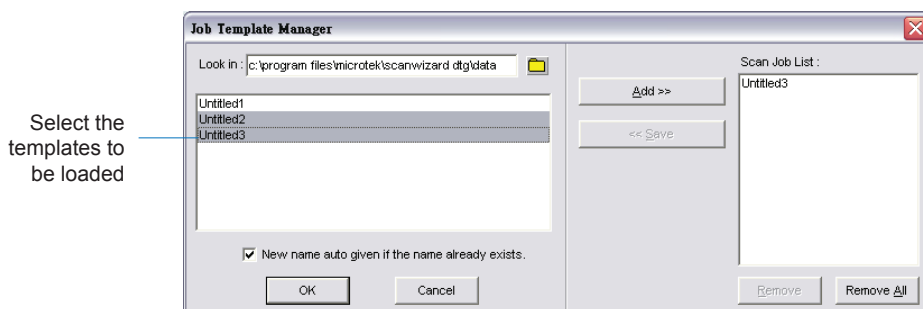 Job Template Manager
Look in : c:\program files\microtek\scanwizard dtg\data
Untitled1
Untitled2
Untitled3
New name auto given if the name already exists.
OK
Cancel
Add >>
<< Save
Scan Job List :
Untitled3
Remove
Remove All
Select the
templates to
be loaded